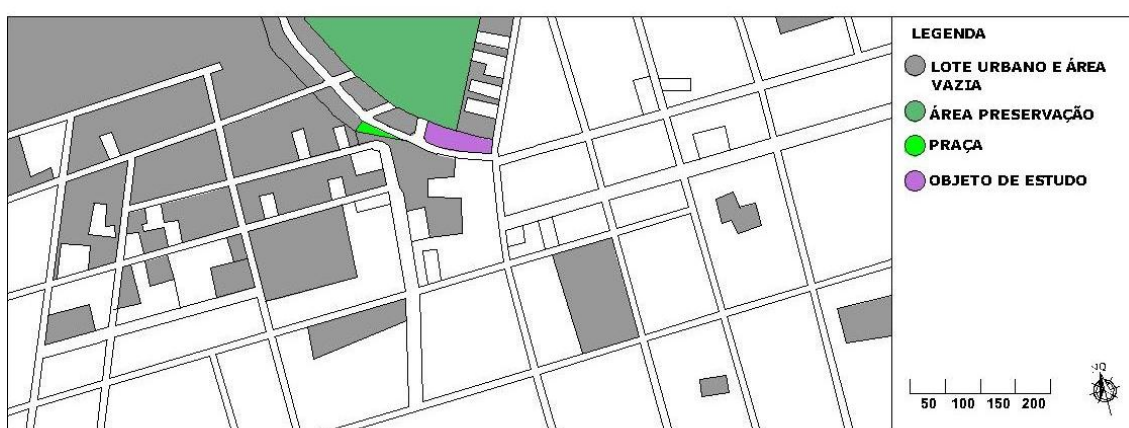 LEGENDA
LOTE URBANO E ÁREA
VAZIA
ÁREA PRESERVAÇÃO
PRAÇA
OBJETO DE ESTUDO
50 100 150 200